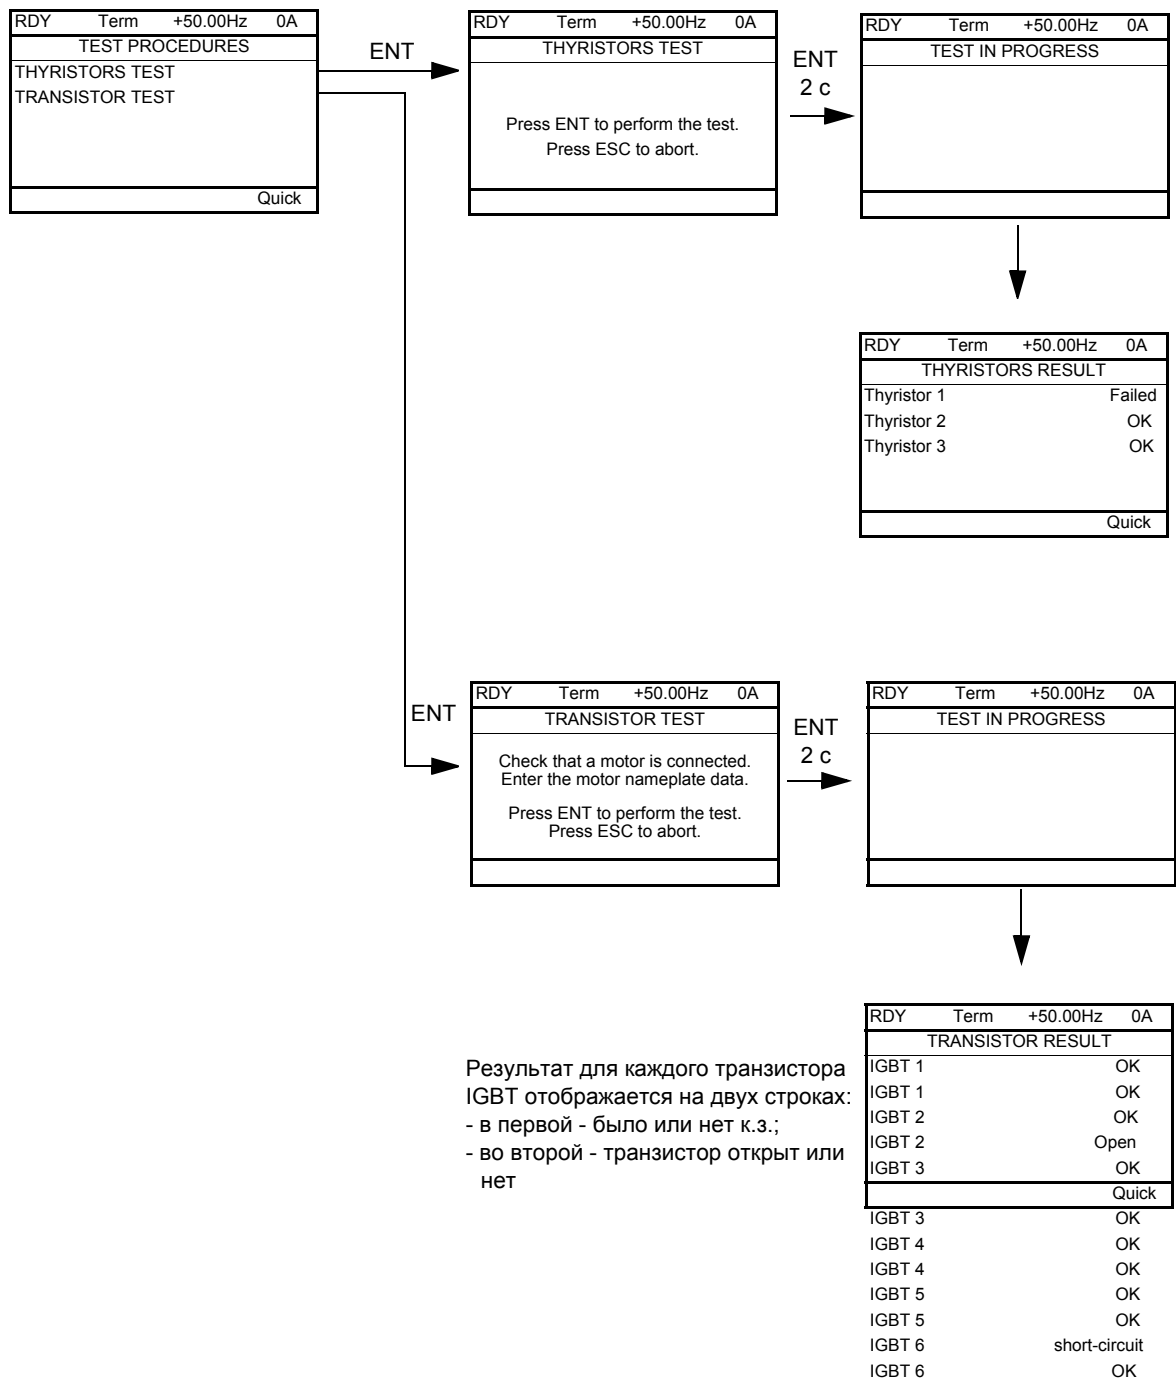 RDY Term +50.00Hz 0A
TEST PROCEDURES
THYRISTORS TEST
TRANSISTOR TEST
Quick
ENT
RDY Term +50.00Hz 0A
THYRISTORS TEST
Press ENT to perform the test.
Press ESC to abort.
ENT
2 c
RDY Term +50.00Hz 0A
TEST IN PROGRESS
RDY Term +50.00Hz 0A
THYRISTORS RESULT
Thyristor 1 Failed
Thyristor 2 OK
Thyristor 3 OK
Quick
ENT
RDY Term +50.00Hz 0A
TRANSISTOR TEST
Check that a motor is connected.
Enter the motor nameplate data.
Press ENT to perform the test.
Press ESC to abort.
ENT
2 c
RDY Term +50.00Hz 0A
TEST IN PROGRESS
Результат для каждого транзистора
IGBT отображается на двух строках:
- в первой - было или нет к.з.;
- во второй - транзистор открыт или
нет
RDY Term +50.00Hz 0A
TRANSISTOR RESULT
IGBT 1 OK
IGBT 1 OK
IGBT 2 OK
IGBT 2 Open
IGBT 3 OK
Quick
IGBT 3 OK
IGBT 4 OK
IGBT 4 OK
IGBT 5 OK
IGBT 5 OK
IGBT 6 short-circuit
IGBT 6 OK